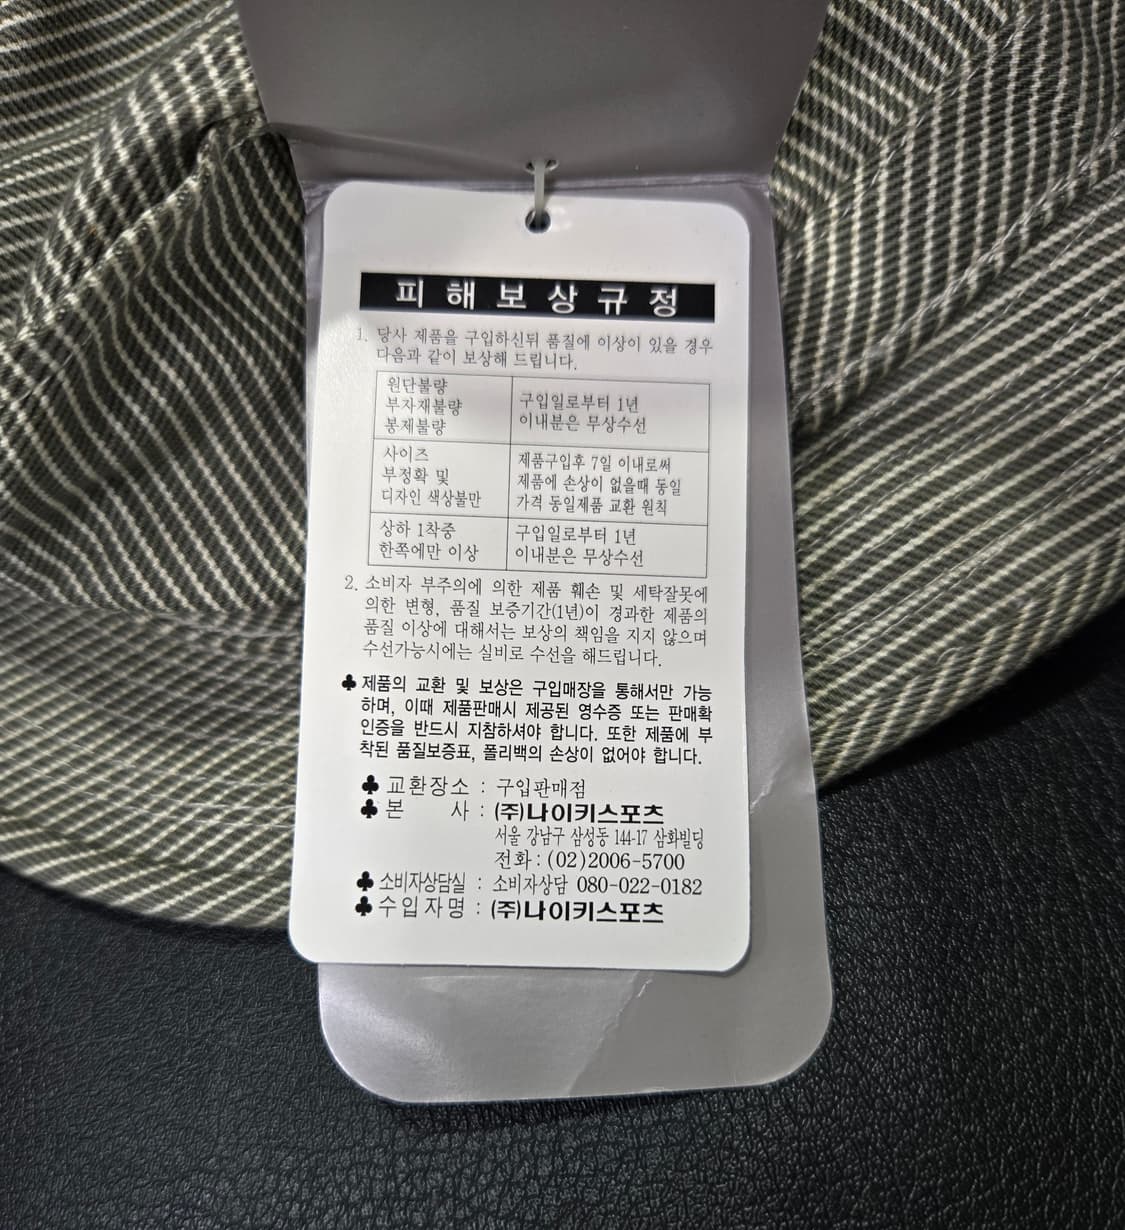 피해보상규정
1. 당사 제품을 구입하신뒤 품질에 이상이 있을 경우
다음과 같이 보상해 드립니다.
원단불량
부자재불량
봉제불량
구입일로부터 1년
이내분은 무상수선
사이즈
부정확 및
디자인 색상불만
제품구입후 7일 이내로써
제품에 손상이 없을때 동일
가격 동일제품 교환 원칙
상하 1착중
한쪽에만 이상
구입일로부터 1년
이내분은 무상수선
2. 소비자 부주의에 의한 제품 훼손 및 세탁잘못에
의한 변형, 품질 보증기간(1년)이 경과한 제품의
품질 이상에 대해서는 보상의 책임을 지지 않으며
수선가능시에는 실비로 수선을 해드립니다.
♣ 제품의 교환 및 보상은 구입매장을 통해서만 가능
하며, 이때 제품판매시 제공된 영수증 또는 판매확
인증을 반드시 지참하셔야 합니다. 또한 제품에 부
착된 품질보증표, 폴리백의 손상이 없어야 합니다.
♣ 교환장소 : 구입판매점
♣ 본 사 : (주)나이키스포츠
서울 강남구 삼성동 144-17 삼화빌딩
전화 : (02)2006-5700
♣ 소비자상담실 : 소비자상담 080-022-0182
♣ 수입자명 : (주)나이키스포츠